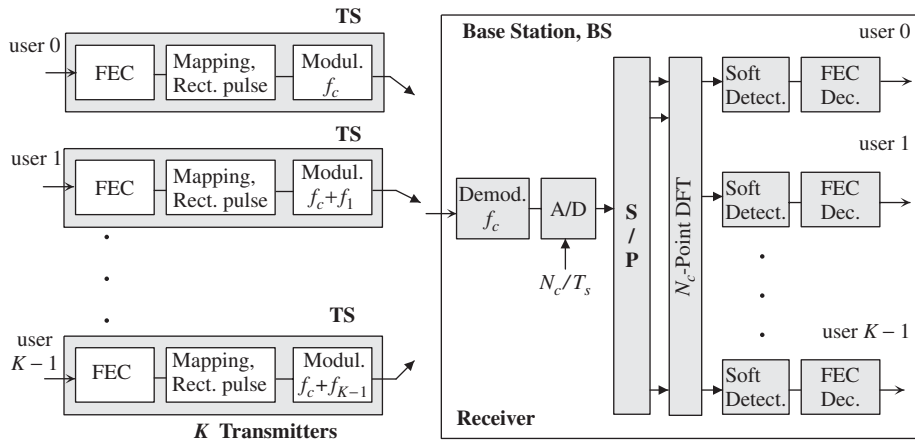 TS
user 0
FEC
Mapping,
Rect. pulse
Modul.
f_c
TS
user 1
FEC
Mapping,
Rect. pulse
Modul.
f_c+f_1
TS
user
K − 1
FEC
Mapping,
Rect. pulse
Modul.
f_c+f_{K−1}
K Transmitters
Base Station, BS
Demod.
f_c
A/D
N_c/T_s
S
/
P
N_c-Point DFT
user 0
Soft
Detect.
FEC
Dec.
user 1
Soft
Detect.
FEC
Dec.
user K − 1
Soft
Detect.
FEC
Dec.
Receiver